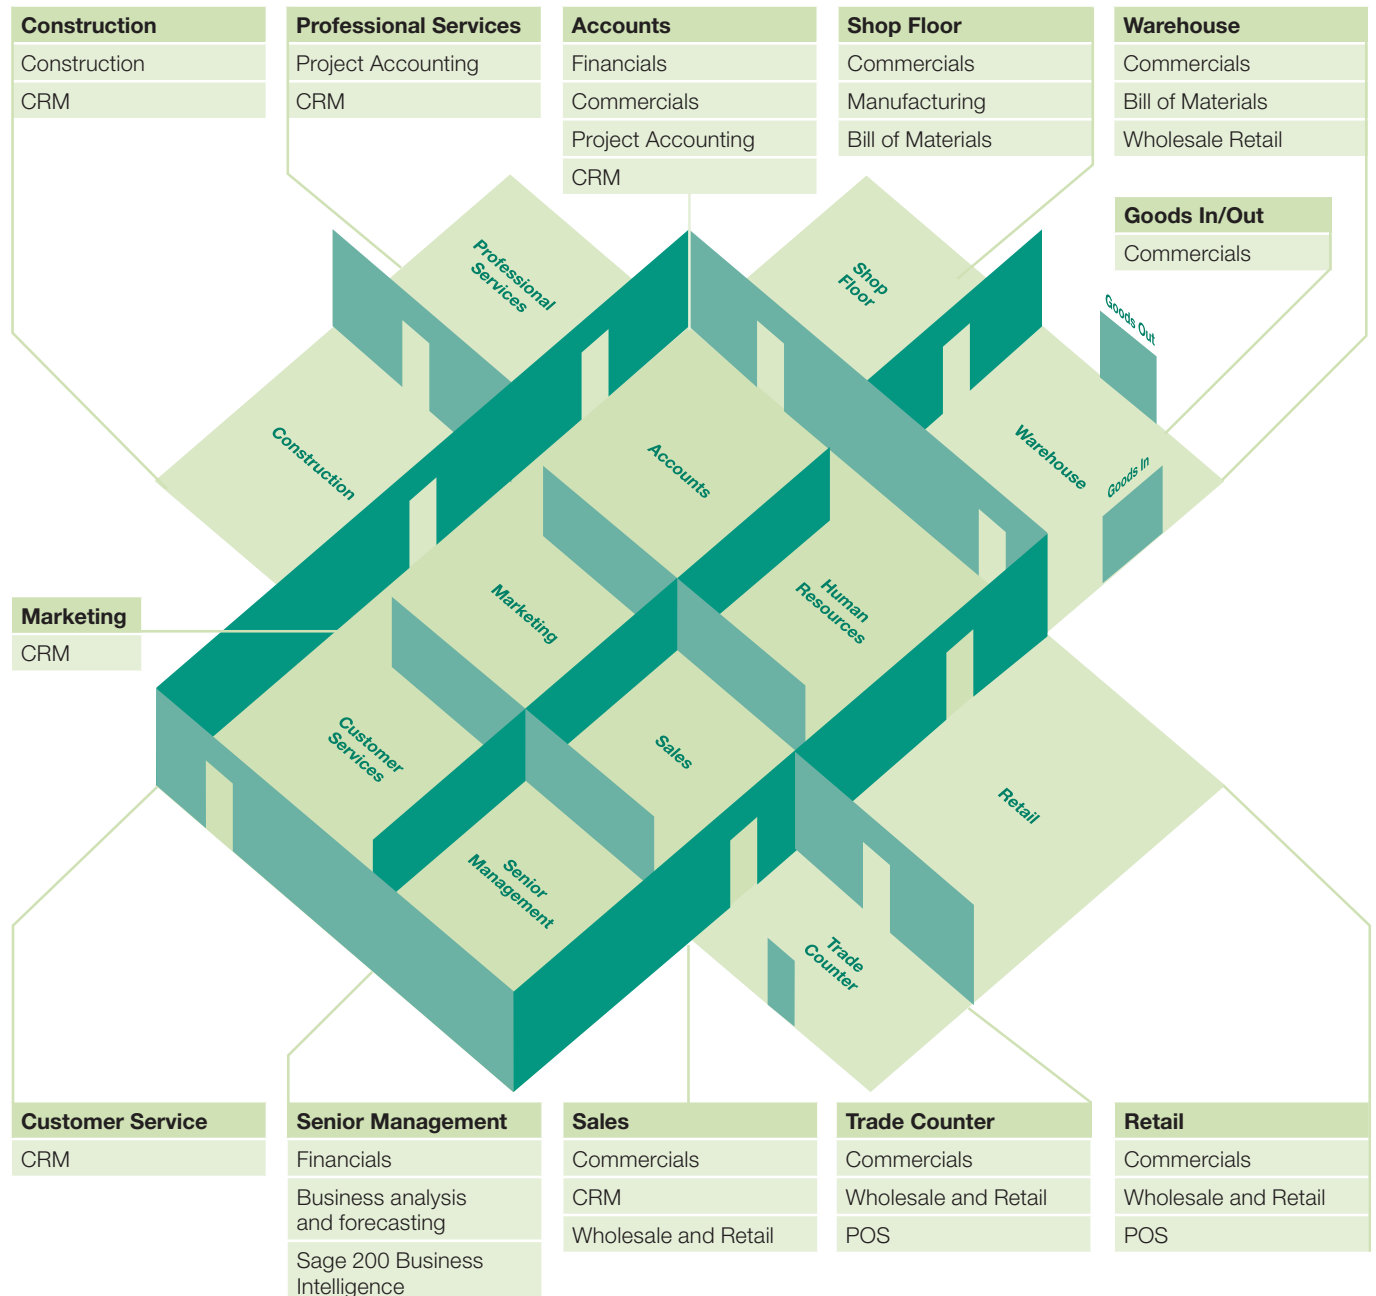 Construction
Construction
CRM
Professional Services
Project Accounting
CRM
Accounts
Financials
Commercials
Project Accounting
CRM
Shop Floor
Commercials
Manufacturing
Bill of Materials
Warehouse
Commercials
Bill of Materials
Wholesale Retail
Goods In/Out
Commercials
Professional
Services
Shop
Floor
Goods Out
Construction
Accounts
Warehouse
Goods In
Marketing
Human
Resources
Marketing
CRM
Customer
Services
Sales
Retail
Senior
Management
Trade
Counter
Customer Service
CRM
Senior Management
Financials
Business analysis
and forecasting
Sage 200 Business
Intelligence
Sales
Commercials
CRM
Wholesale and Retail
Trade Counter
Commercials
Wholesale and Retail
POS
Retail
Commercials
Wholesale and Retail
POS